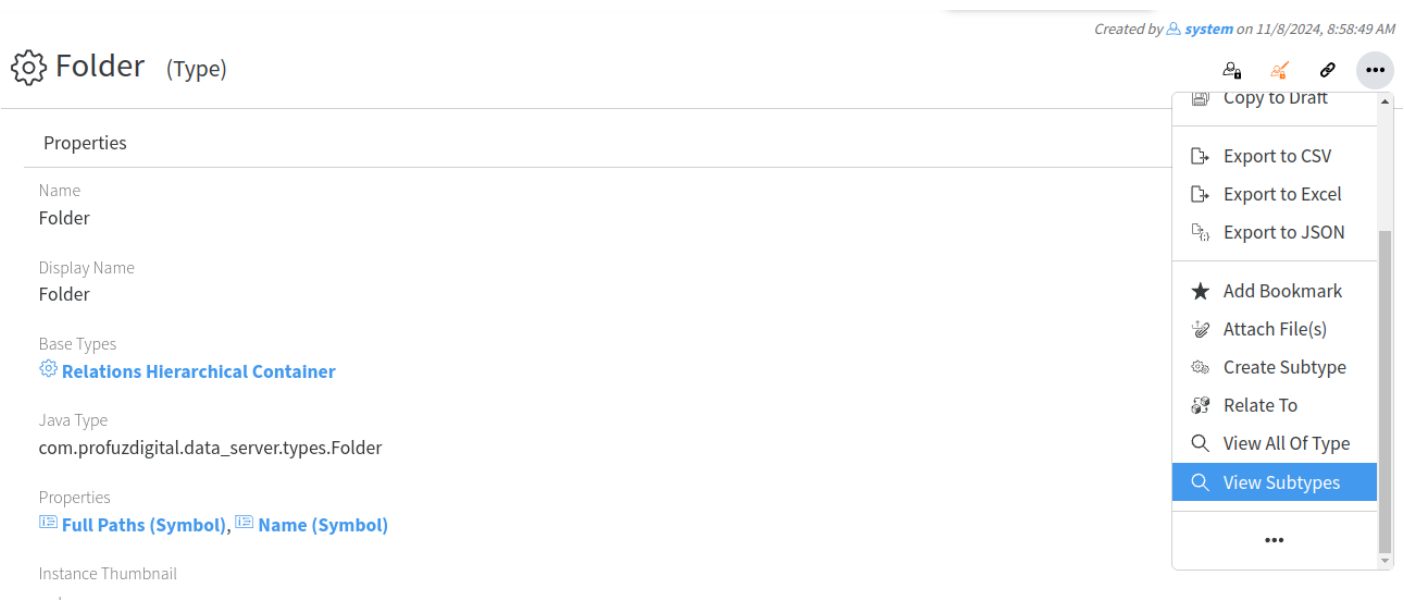 Created by system on 11/8/2024, 8:58:49 AM
Folder (Type)
Copy to Draft
Properties
Export to CSV
Name
Folder
Export to Excel
Export to JSON
Display Name
Folder
Add Bookmark
Attach File(s)
Base Types
Relations Hierarchical Container
Create Subtype
Relate To
Java Type
com.profuzdigital.data_server.types.Folder
View All Of Type
View Subtypes
Properties
Full Paths (Symbol), Name (Symbol)
•••
Instance Thumbnail